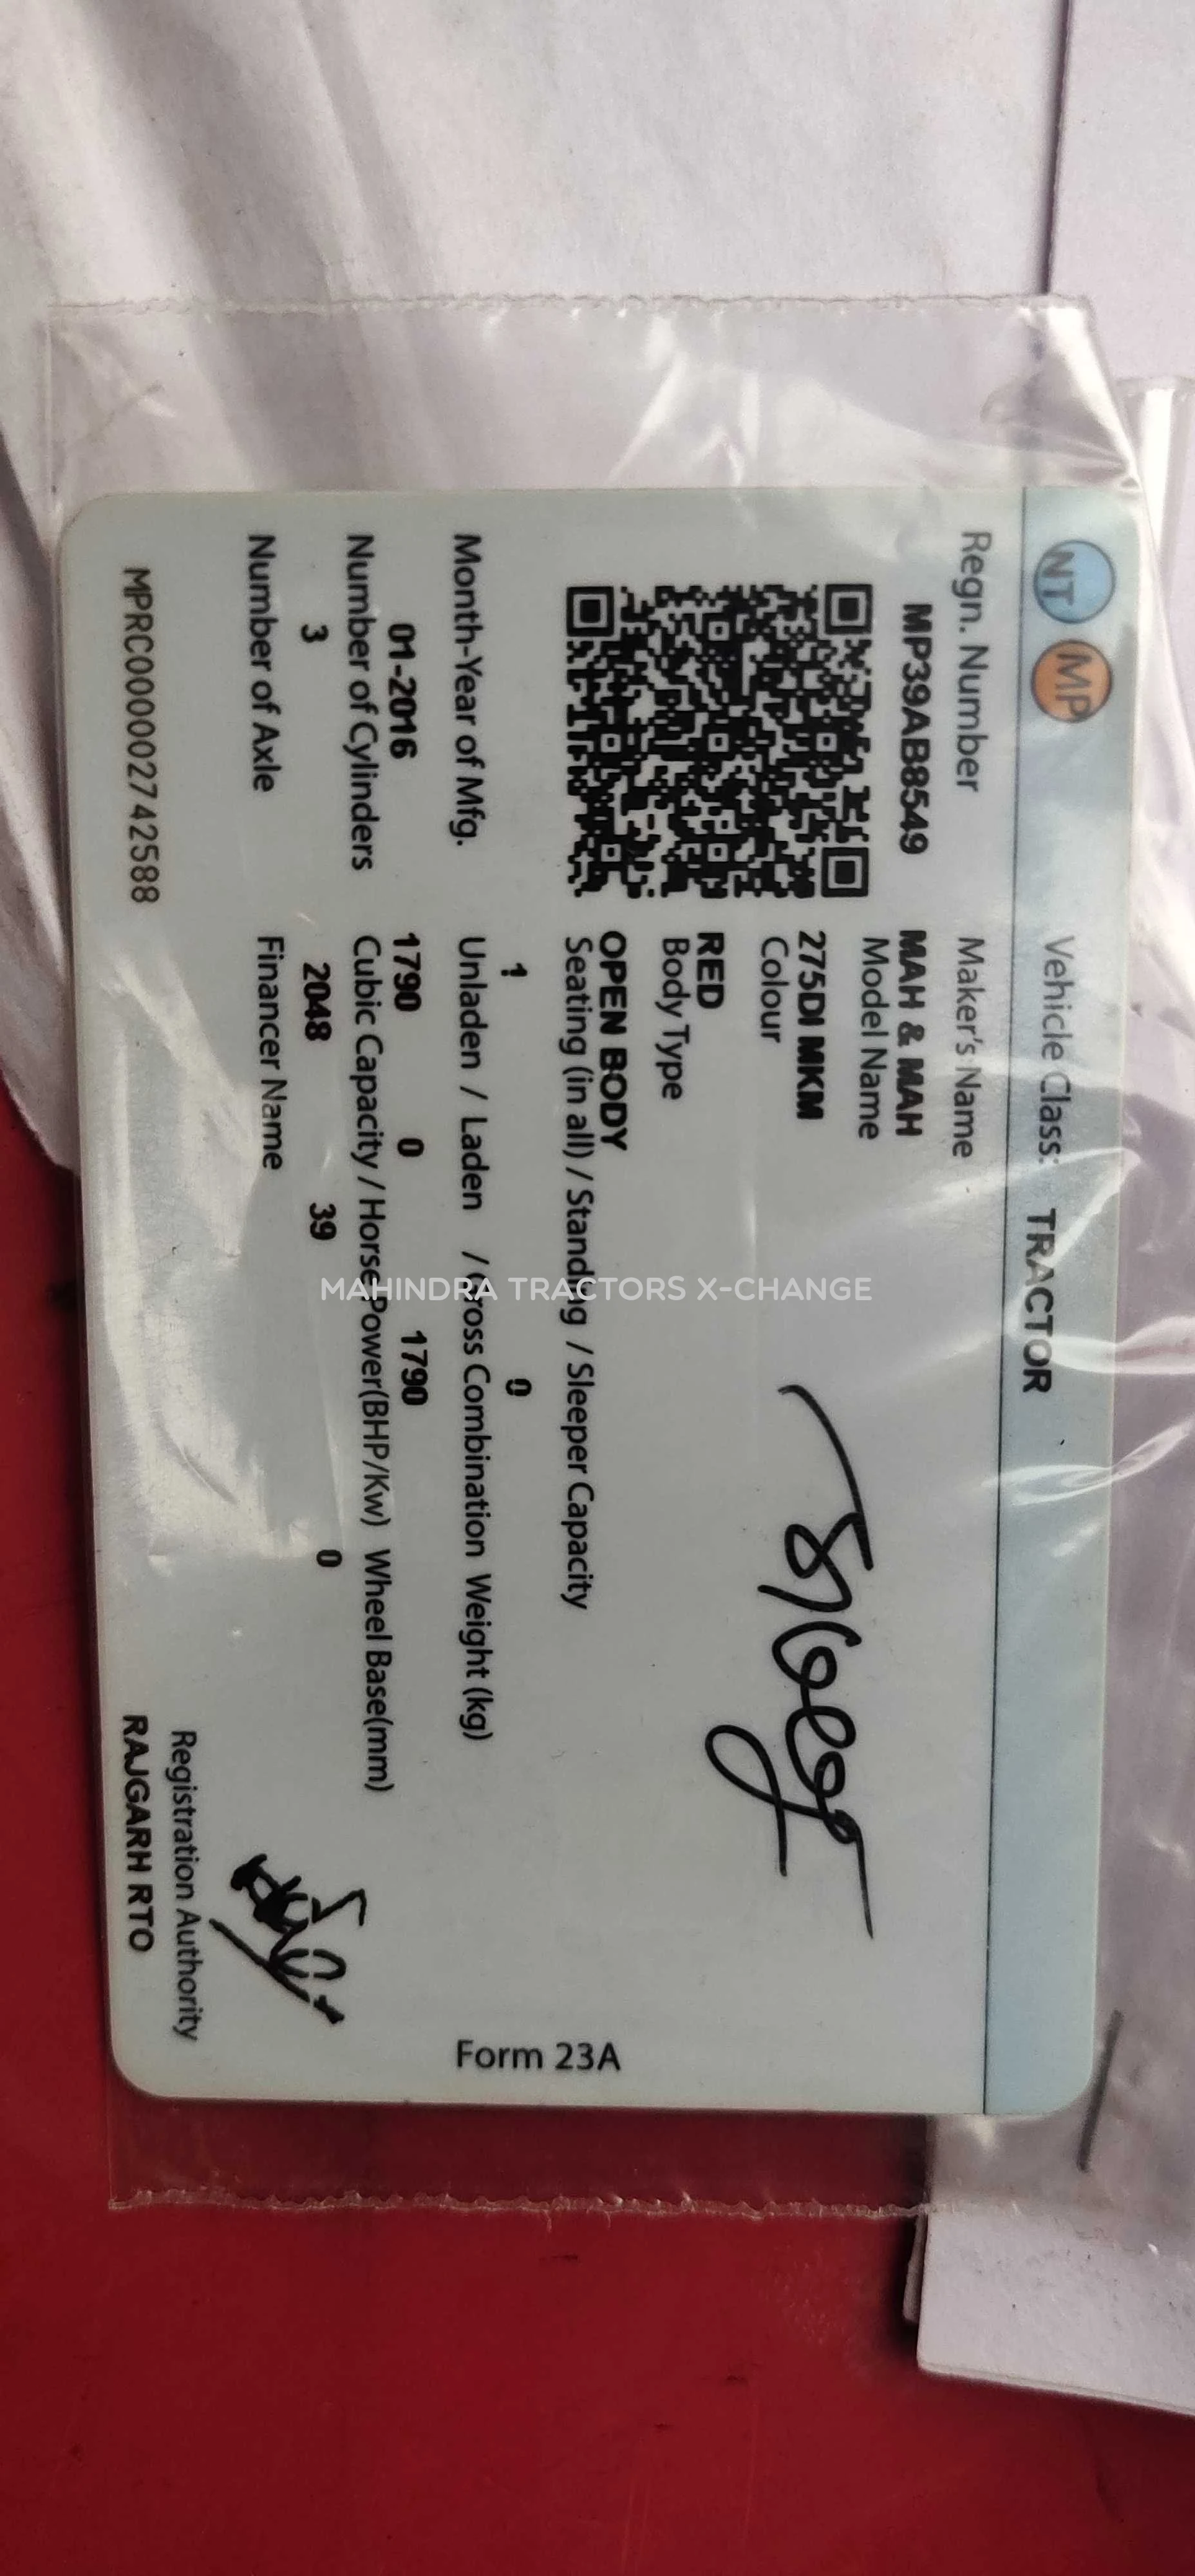 NT MP Vehicle Class: TRACTOR
Regn. Number Maker's Name
MP39AB8549 MAH & MAH
Model Name
275DI MKM
Colour
RED
Body Type
OPEN BODY
Seating (in all) / Standing / Sleeper Capacity
1 0
Month-Year of Mfg. Unladen / Laden / Gross Combination Weight (kg)
01-2016 1790 0 1790
Number of Cylinders Cubic Capacity / Horse Power(BHP/Kw) Wheel Base(mm)
3 2048 39 0
Number of Axle Financer Name
Registration Authority
MPRC00002742588 RAJGARH RTO
Form 23A
MAHINDRA TRACTORS X-CHANGE